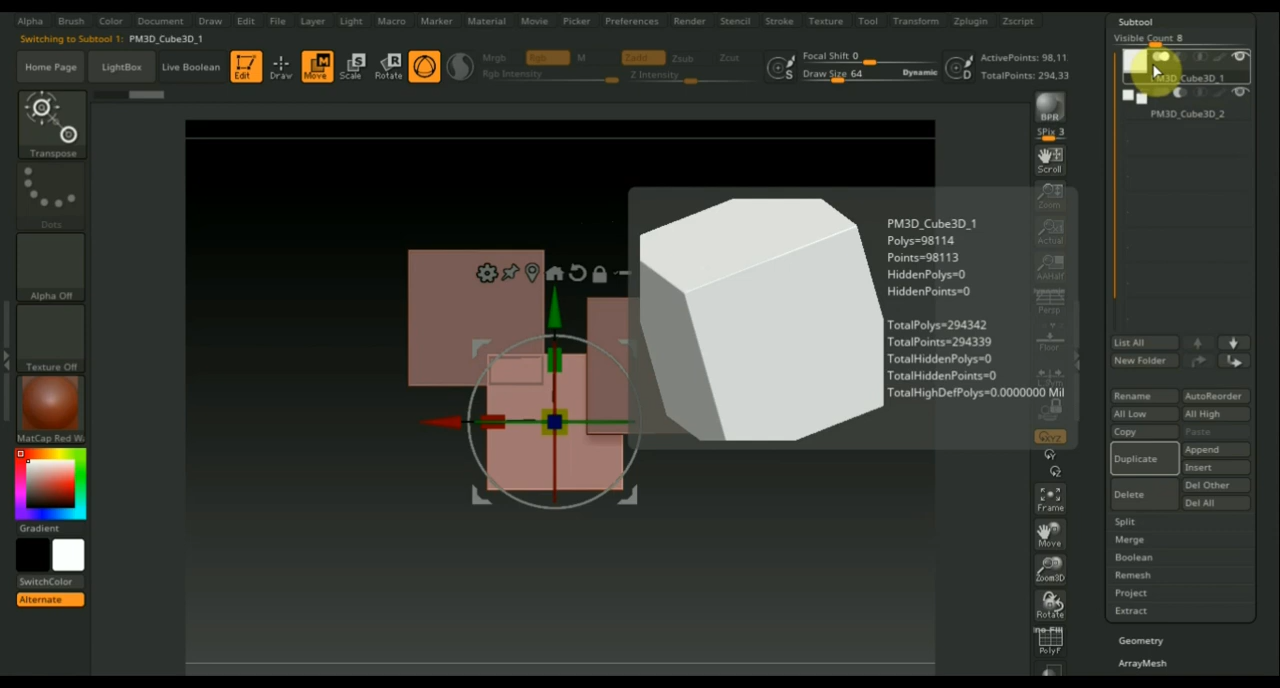 Alpha Brush Color Document Draw Edit File Layer Light Macro Marker Material Movie Picker Preferences Render Stencil Stroke Texture Tool Transform Zplugin Zscript
Switching to Subtool 1: PM3D_Cube3D_1
Home Page
LightBox
Live Boolean
Edit
Draw
Move
Scale
Rotate
Mrgb Rgb M
Rgb Intensity
Zadd Zsub Zcut
Z Intensity
S
Focal Shift 0
Draw Size 64
Dynamic
D
ActivePoints: 98,11
TotalPoints: 294,33
Transpose
Dots
Alpha Off
Texture Off
MatCap Red W
Gradient
SwitchColor
Alternate
PM3D_Cube3D_1
Polys=98114
Points=98113
HiddenPolys=0
HiddenPoints=0
TotalPolys=294342
TotalPoints=294339
TotalHiddenPolys=0
TotalHiddenPoints=0
TotalHighDefPolys=0.0000000 Mil
BPR
SPix 3
Scroll
Zoom
Actual
AAHalf
Persp
Floor
Frame
Move
Zoom3D
Rotate
PolyF
Subtool
Visible Count 8
PM3D_Cube3D_1
PM3D_Cube3D_2
List All
New Folder
Rename AutoReorder
All Low All High
Copy Paste
Duplicate
Append
Insert
Delete
Del Other
Del All
Split
Merge
Boolean
Remesh
Project
Extract
Geometry
ArrayMesh